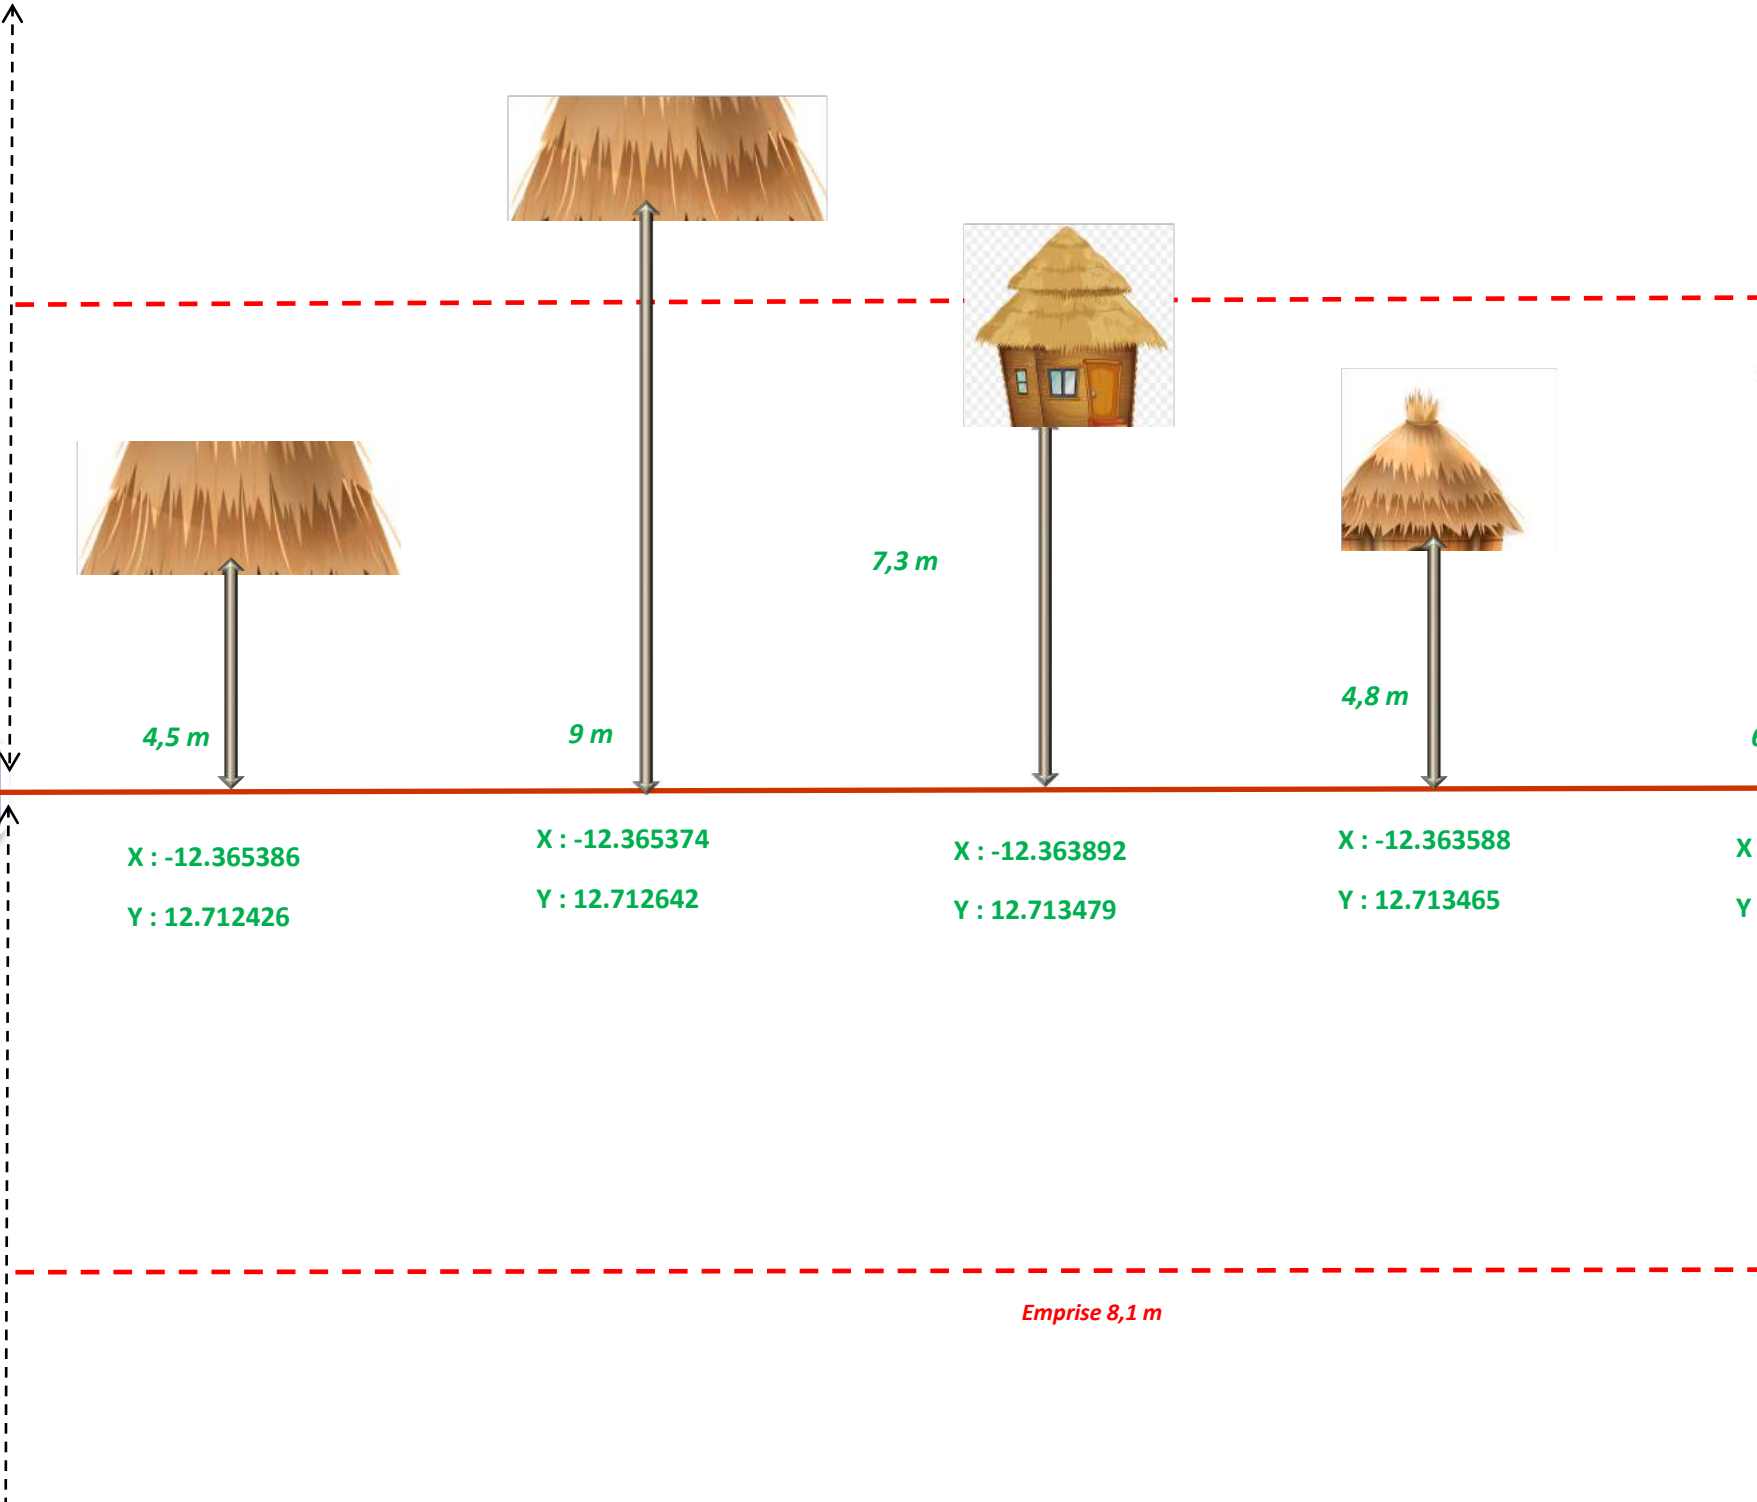 7,3 m
4,8 m
4,5 m
9 m
X : -12.365386
Y : 12.712426
X : -12.365374
Y : 12.712642
X : -12.363892
Y : 12.713479
X : -12.363588
Y : 12.713465
X
Y
Emprise 8,1 m